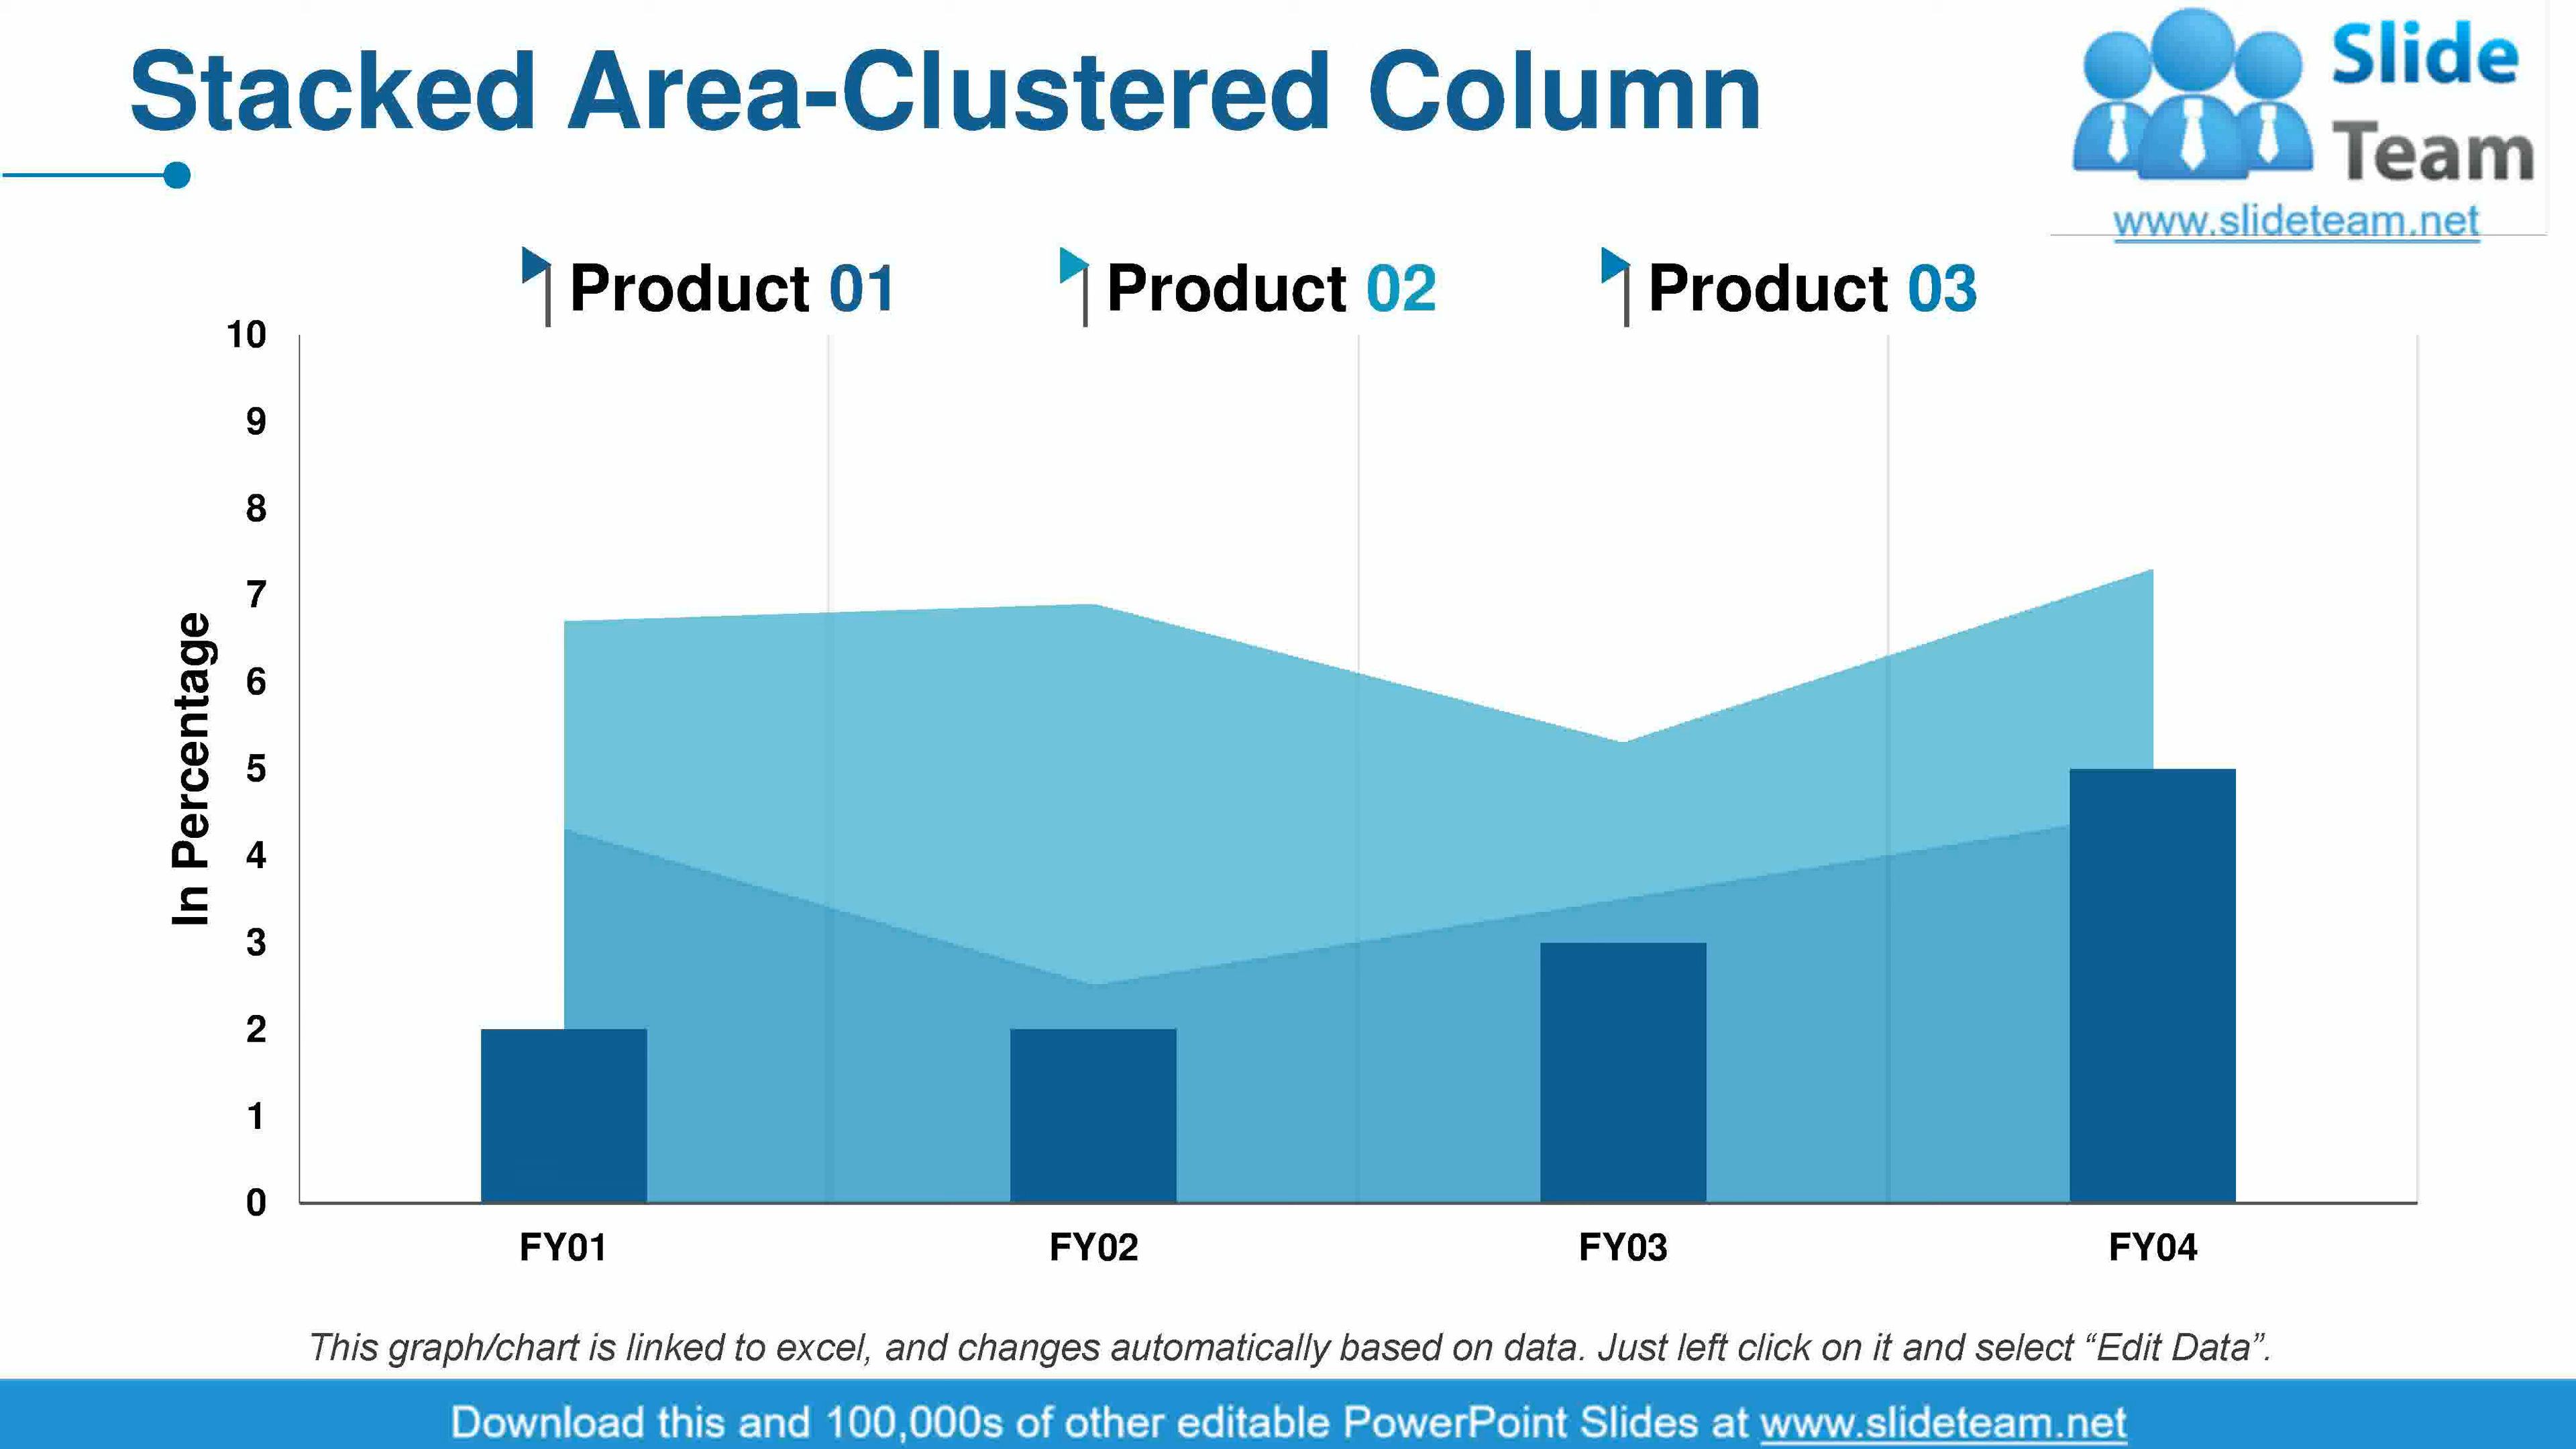 Stacked Area-Clustered Column
Slide
Team
www.slideteam.net
Product 01
Product 02
Product 03
10
9
8
7
6
5
4
3
2
1
0
In Percentage
FY01
FY02
FY03
FY04
This graph/chart is linked to excel, and changes automatically based on data. Just left click on it and select “Edit Data”.
Download this and 100,000s of other editable PowerPoint Slides at www.slideteam.net